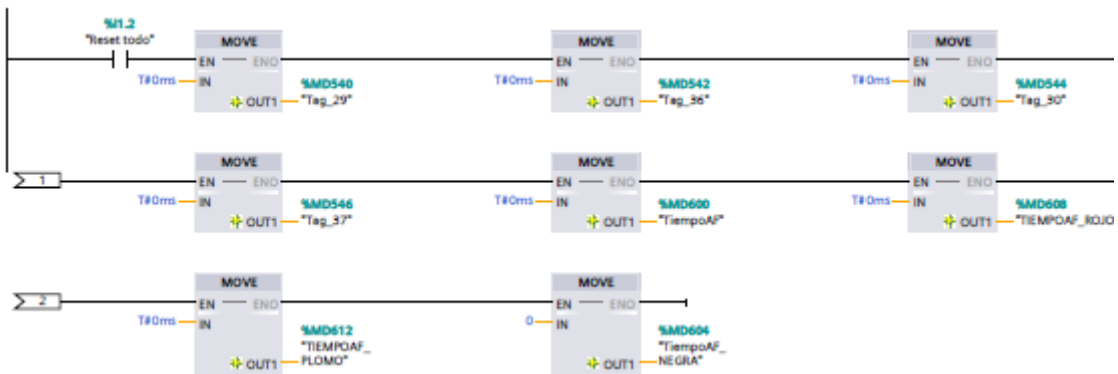 %I1.2
"Reset todo"
MOVE
EN ENO
T#0ms IN
%MD540
"Tag_29"
OUT1
MOVE
EN ENO
T#0ms IN
%MD542
"Tag_36"
OUT1
MOVE
EN ENO
T#0ms IN
%MD544
"Tag_30"
OUT1
1
MOVE
EN ENO
T#0ms IN
%MD546
"Tag_37"
OUT1
MOVE
EN ENO
T#0ms IN
%MD600
"TiempoAF"
OUT1
MOVE
EN ENO
T#0ms IN
%MD608
"TIEMPOAF_ROJO
OUT1
2
MOVE
EN ENO
T#0ms IN
%MD612
"TIEMPOAF_
PLOMO"
OUT1
MOVE
EN ENO
0 IN
%MD604
"TiempoAF_
NEGRA"
OUT1